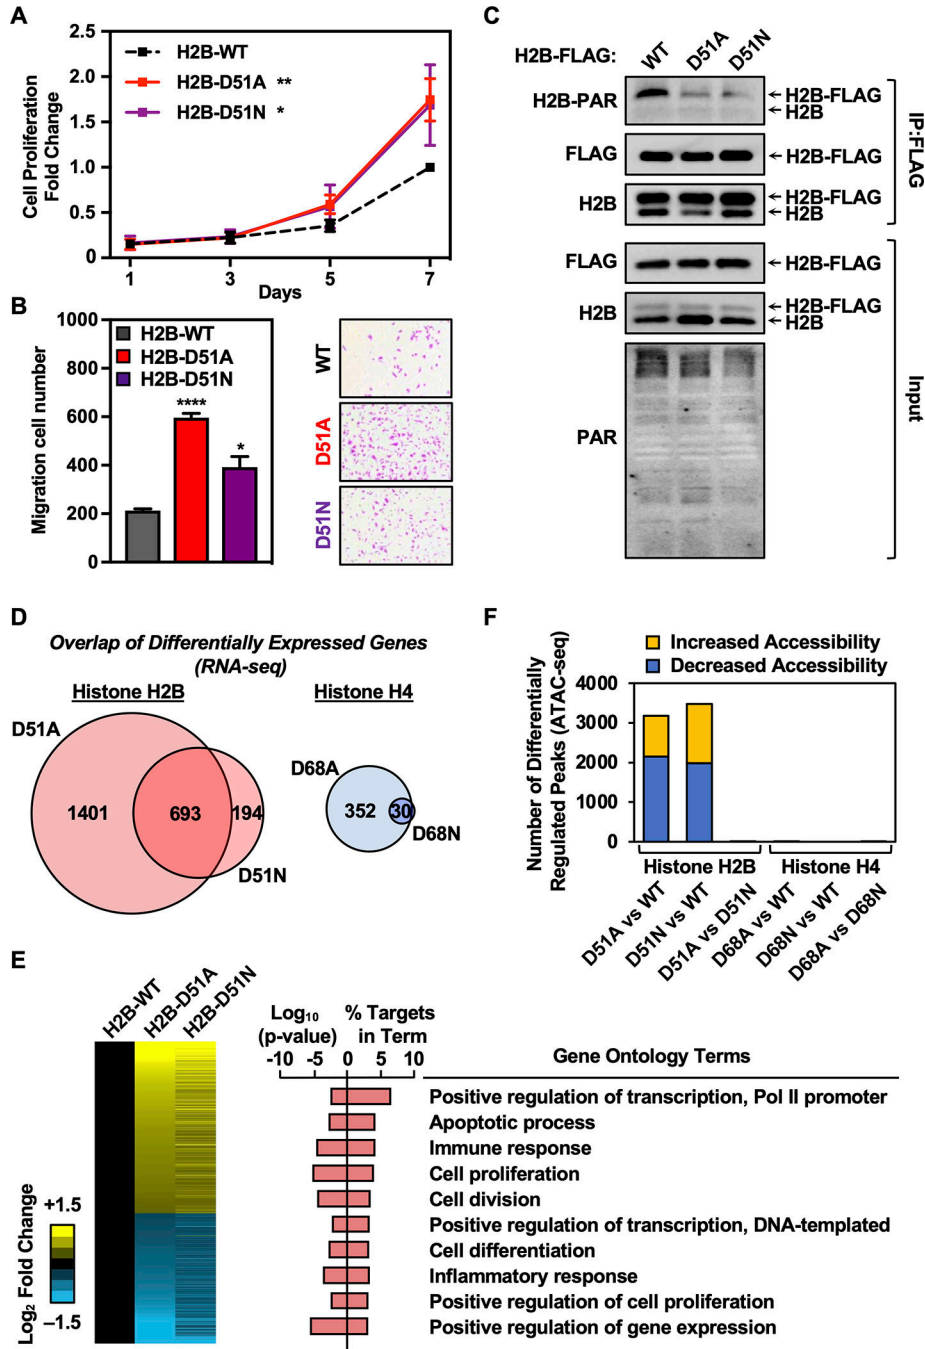 A
2.5
2.0
1.5
1.0
0.5
0
Cell Proliferation
Fold Change
H2B-WT
H2B-D51A **
H2B-D51N *
1 3 5 7
Days
B
1000
800
600
400
200
0
Migration cell number
H2B-WT
H2B-D51A
H2B-D51N
****
*
WT
D51A
D51N
C
H2B-FLAG: WT D51A D51N
H2B-PAR
←H2B-FLAG
←H2B
FLAG
←H2B-FLAG
H2B
←H2B-FLAG
←H2B
IP:FLAG
FLAG
←H2B-FLAG
H2B
←H2B-FLAG
←H2B
PAR
Input
D
Overlap of Differentially Expressed Genes
(RNA-seq)
Histone H2B
Histone H4
D51A
1401
693
194
D51N
D68A
352
30
D68N
F
Increased Accessibility
Decreased Accessibility
Number of Differentially
Regulated Peaks (ATAC-seq)
4000
3000
2000
1000
0
Histone H2B
Histone H4
D51A vs WT
D51N vs WT
D51A vs D51N
D68A vs WT
D68N vs WT
D68A vs D68N
E
H2B-WT
H2B-D51A
H2B-D51N
Log2 Fold Change
+1.5
–1.5
Log10
(p-value)
% Targets
in Term
-10 -5 0 5 10
Gene Ontology Terms
Positive regulation of transcription, Pol II promoter
Apoptotic process
Immune response
Cell proliferation
Cell division
Positive regulation of transcription, DNA-templated
Cell differentiation
Inflammatory response
Positive regulation of cell proliferation
Positive regulation of gene expression